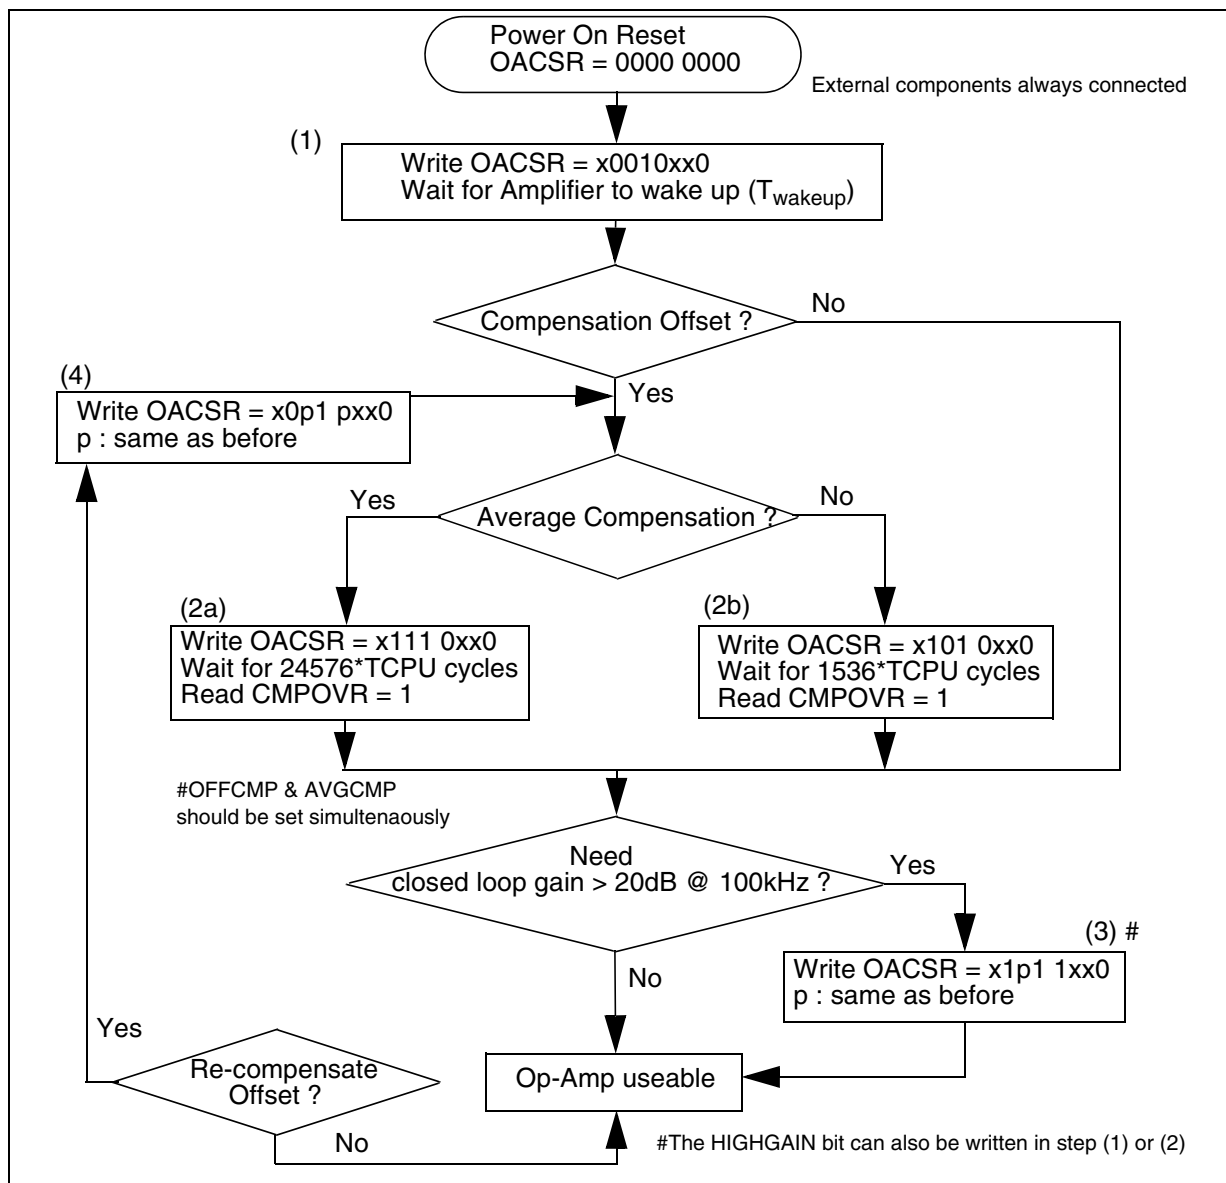 Power On Reset
OACSR = 0000 0000
External components always connected
(1)
Write OACSR = x0010xx0
Wait for Amplifier to wake up (Twakeup)
Compensation Offset ?
No
Yes
(4)
Write OACSR = x0p1 pxx0
p : same as before
Average Compensation ?
Yes
No
(2a)
Write OACSR = x111 0xx0
Wait for 24576*TCPU cycles
Read CMPOVR = 1
(2b)
Write OACSR = x101 0xx0
Wait for 1536*TCPU cycles
Read CMPOVR = 1
#OFFCMP & AVGCMP
should be set simultenaously
Need
closed loop gain > 20dB @ 100kHz ?
Yes
No
(3) #
Write OACSR = x1p1 1xx0
p : same as before
Yes
Re-compensate
Offset ?
No
Op-Amp useable
#The HIGHGAIN bit can also be written in step (1) or (2)